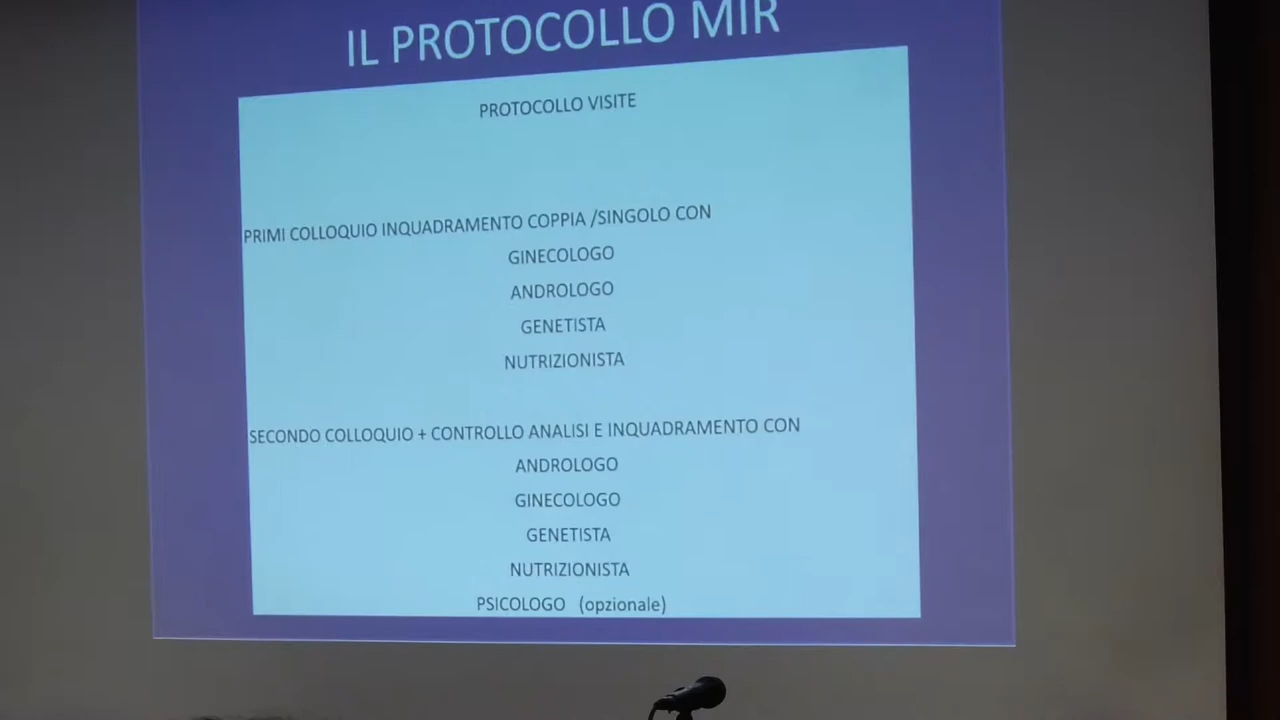 IL PROTOCOLLO MIR
PROTOCOLLO VISITE
PRIMI COLLOQUIO INQUADRAMENTO COPPIA /SINGOLO CON
GINECOLOGO
ANDROLOGO
GENETISTA
NUTRIZIONISTA
SECONDO COLLOQUIO + CONTROLLO ANALISI E INQUADRAMENTO CON
ANDROLOGO
GINECOLOGO
GENETISTA
NUTRIZIONISTA
PSICOLOGO (opzionale)